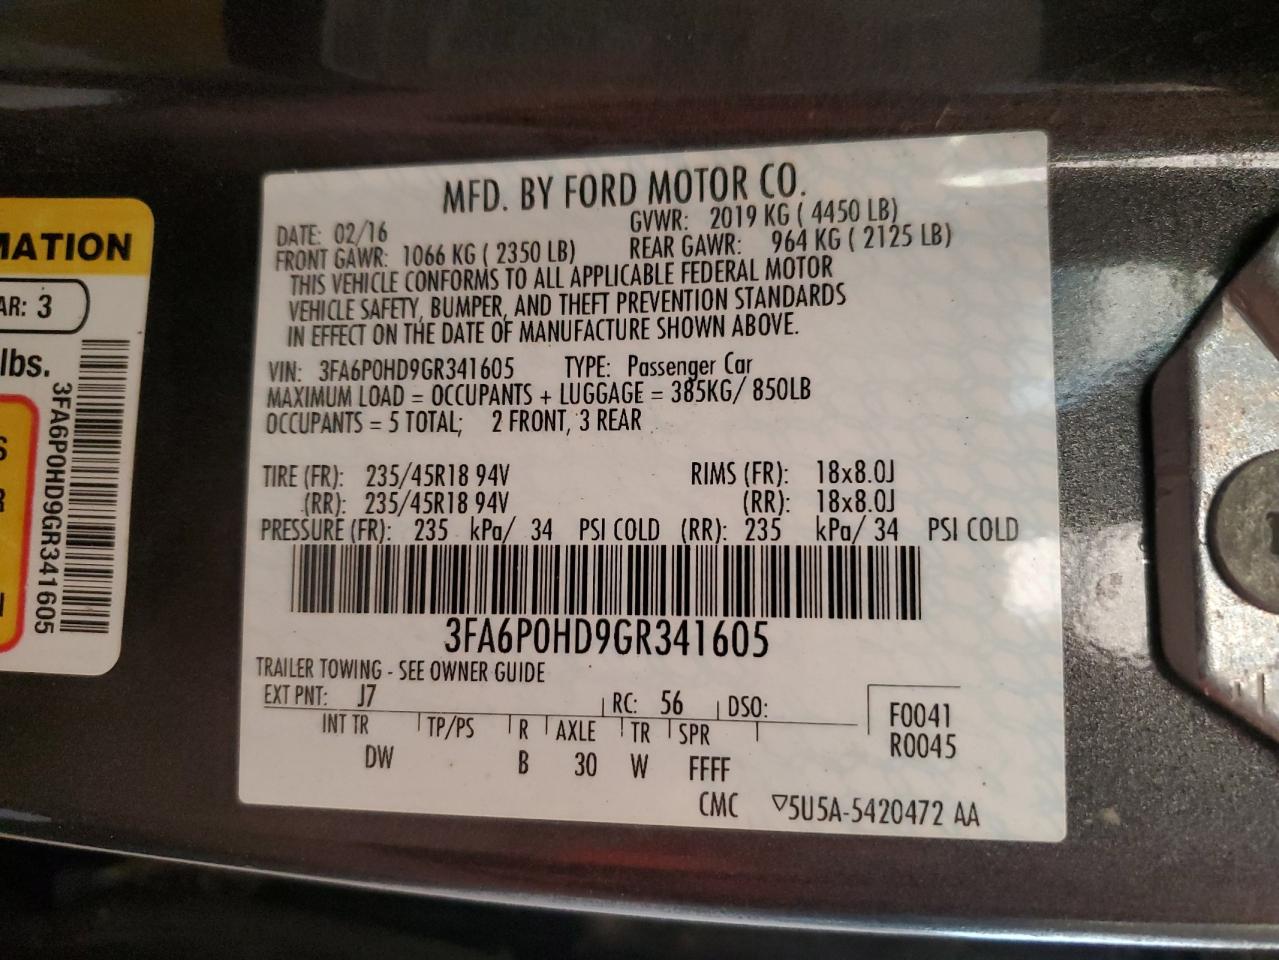 MATION
AR: 3
lbs.
3FA6P0HD9GR341605
MFD. BY FORD MOTOR CO.
DATE: 02/16 GVWR: 2019 KG ( 4450 LB)
FRONT GAWR: 1066 KG ( 2350 LB) REAR GAWR: 964 KG ( 2125 LB)
THIS VEHICLE CONFORMS TO ALL APPLICABLE FEDERAL MOTOR
VEHICLE SAFETY, BUMPER, AND THEFT PREVENTION STANDARDS
IN EFFECT ON THE DATE OF MANUFACTURE SHOWN ABOVE.
VIN: 3FA6P0HD9GR341605 TYPE: Passenger Car
MAXIMUM LOAD = OCCUPANTS + LUGGAGE = 385KG/ 850LB
OCCUPANTS = 5 TOTAL; 2 FRONT, 3 REAR
TIRE (FR): 235/45R18 94V RIMS (FR): 18x8.0J
(RR): 235/45R18 94V (RR): 18x8.0J
PRESSURE (FR): 235 kPa/ 34 PSI COLD (RR): 235 kPa/ 34 PSI COLD
3FA6P0HD9GR341605
TRAILER TOWING - SEE OWNER GUIDE
EXT PNT: J7 RC: 56 DSO:
INT TR TP/PS R AXLE TR SPR
DW B 30 W FFFF
F0041
R0045
CMC ▽5U5A-5420472 AA